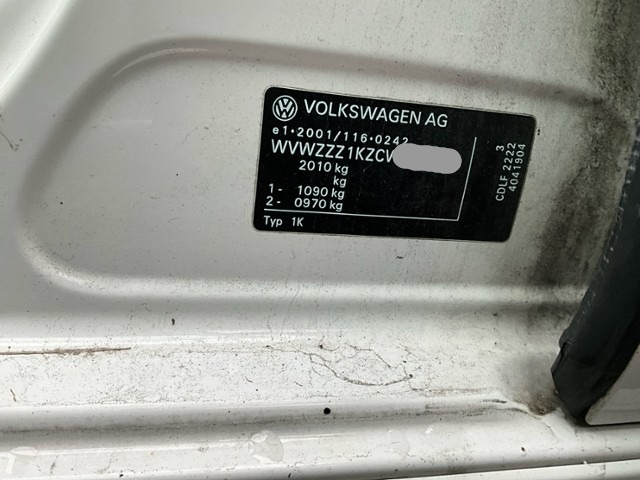 VOLKSWAGEN AG
e1*2001/116*0242
WVWZZZ1KZCW
2010 kg
kg
1 - 1090 kg
2 - 0970 kg
Typ 1K
3
CDLF 2222
4041904